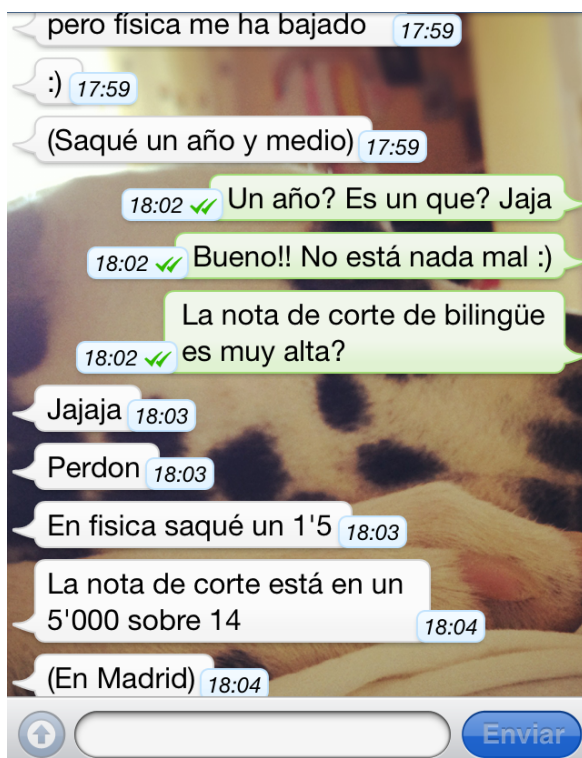 pero física me ha bajado 17:59
:) 17:59
(Saqué un año y medio) 17:59
18:02 Un año? Es un que? Jaja
18:02 Bueno!! No está nada mal :)
La nota de corte de bilingüe
18:02 es muy alta?
Jajaja 18:03
Perdon 18:03
En fisica saqué un 1'5 18:03
La nota de corte está en un
5'000 sobre 14 18:04
(En Madrid) 18:04
Enviar